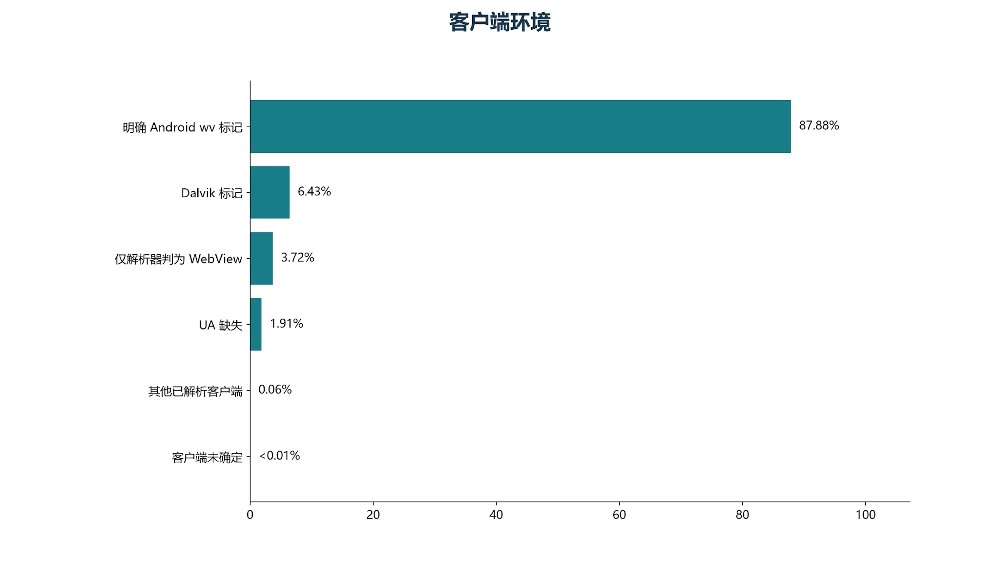 客户端环境
明确 Android wv 标记
87.88%
Dalvik 标记
6.43%
仅解析器判为 WebView
3.72%
UA 缺失
1.91%
其他已解析客户端
0.06%
客户端未确定
<0.01%
0 20 40 60 80 100